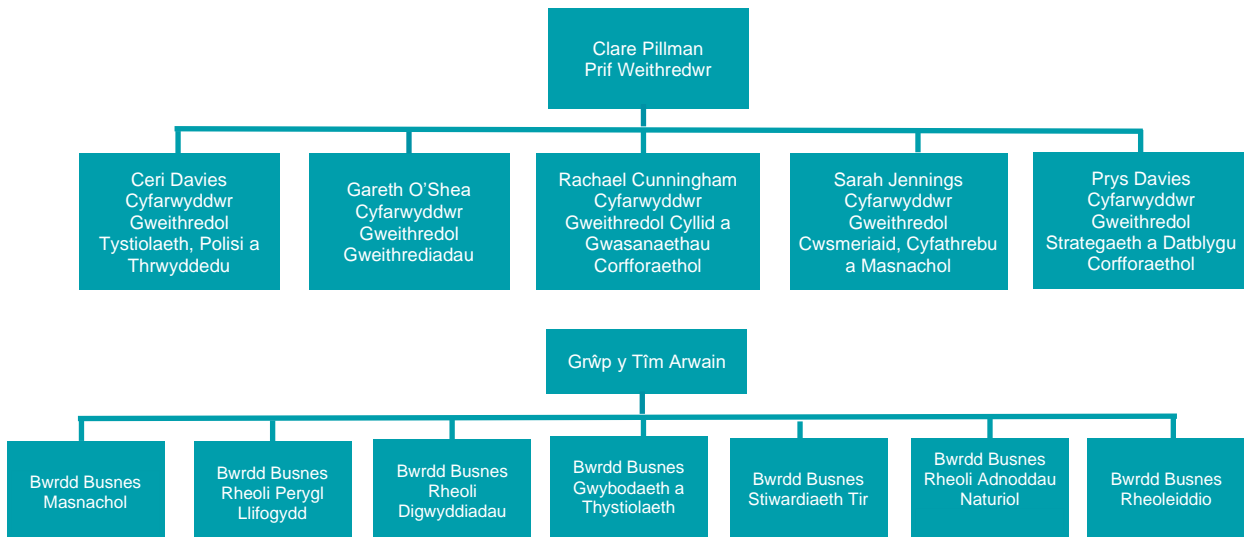 Clare Pillman
Prif Weithredwr
Ceri Davies
Cyfarwyddwr
Gweithredol
Tystiolaeth, Polisi a
Thrwyddedu
Gareth O'Shea
Cyfarwyddwr
Gweithredol
Gweithrediadau
Rachael Cunningham
Cyfarwyddwr
Gweithredol Cyllid a
Gwasanaethau
Corfforaethol
Sarah Jennings
Cyfarwyddwr
Gweithredol
Cwsmeriaid, Cyfathrebu
a Masnachol
Prys Davies
Cyfarwyddwr
Gweithredol
Strategaeth a Datblygu
Corfforaethol
Grŵp y Tîm Arwain
Bwrdd Busnes
Masnachol
Bwrdd Busnes
Rheoli Perygl
Llifogydd
Bwrdd Busnes
Rheoli
Digwyddiadau
Bwrdd Busnes
Gwybodaeth a
Thystiolaeth
Bwrdd Busnes
Stiwardiaeth Tir
Bwrdd Busnes
Rheoli Adnoddau
Naturiol
Bwrdd Busnes
Rheoleiddio